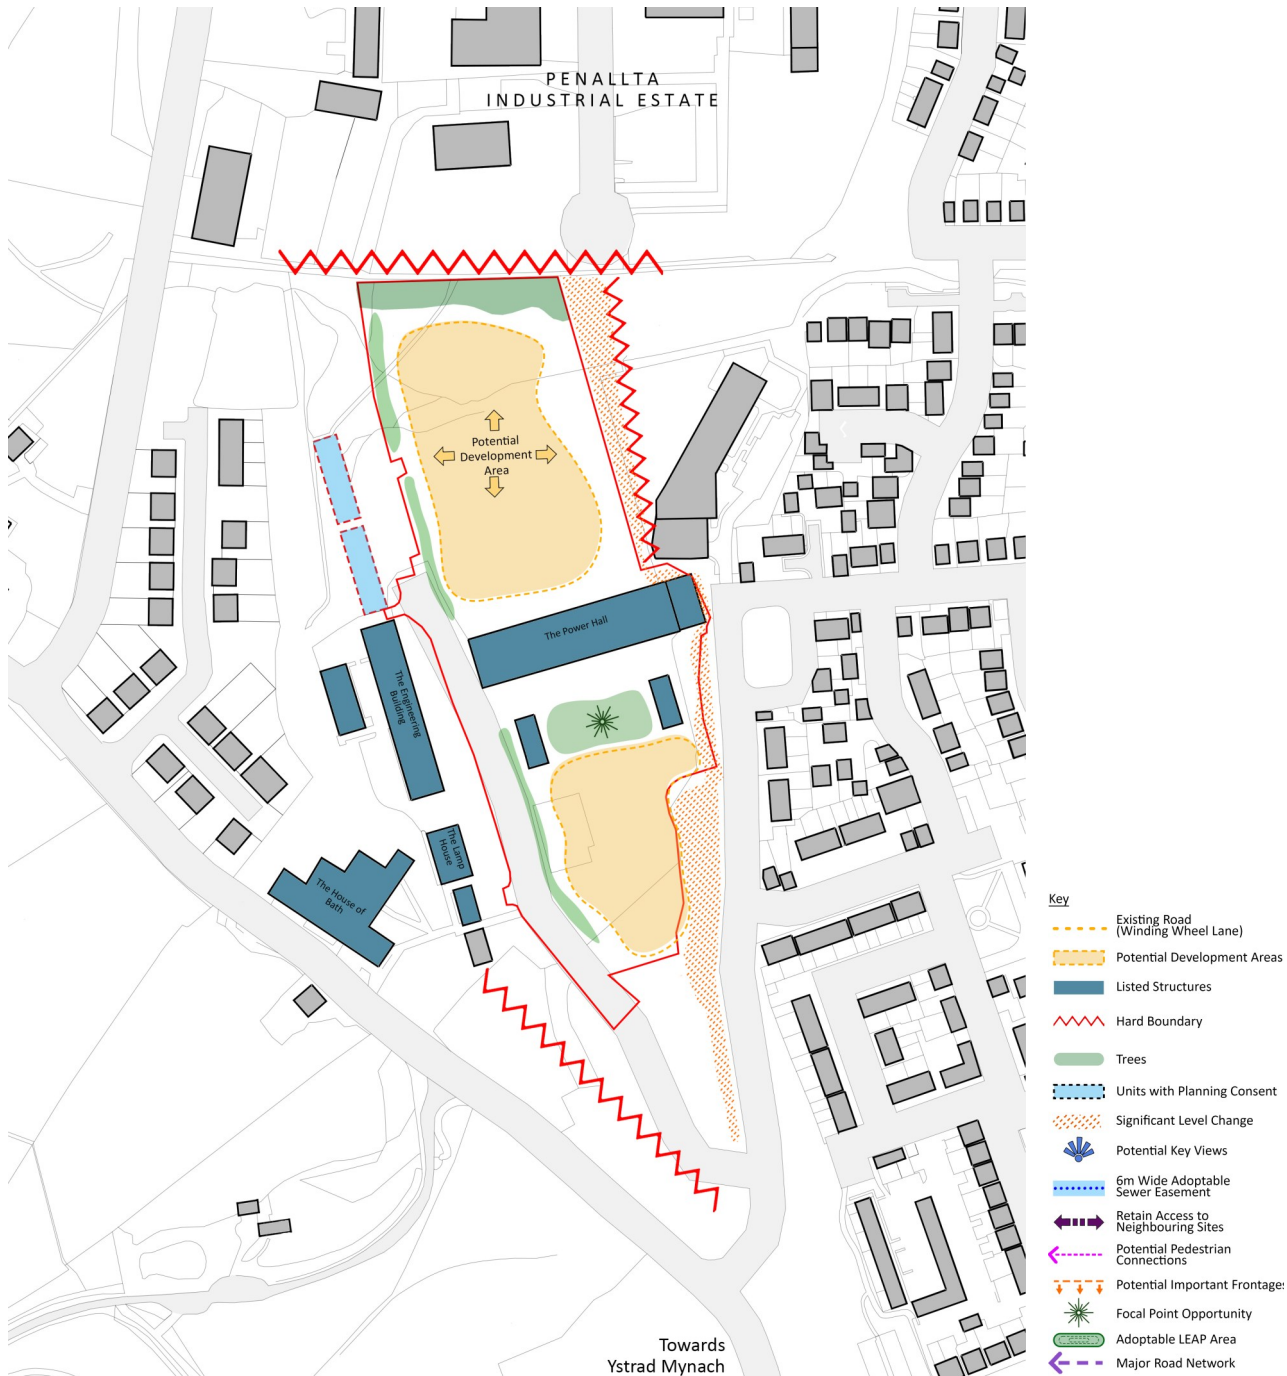 PENALLTA
INDUSTRIAL ESTATE
Potential
Development
Area
The Power Hall
The Engineering
Building
The Lamp
House
The House of
Bath
Towards
Ystrad Mynach
Key
Existing Road
(Winding Wheel Lane)
Potential Development Areas
Listed Structures
Hard Boundary
Trees
Units with Planning Consent
Significant Level Change
Potential Key Views
6m Wide Adoptable
Sewer Easement
Retain Access to
Neighbouring Sites
Potential Pedestrian
Connections
Potential Important Frontages
Focal Point Opportunity
Adoptable LEAP Area
Major Road Network